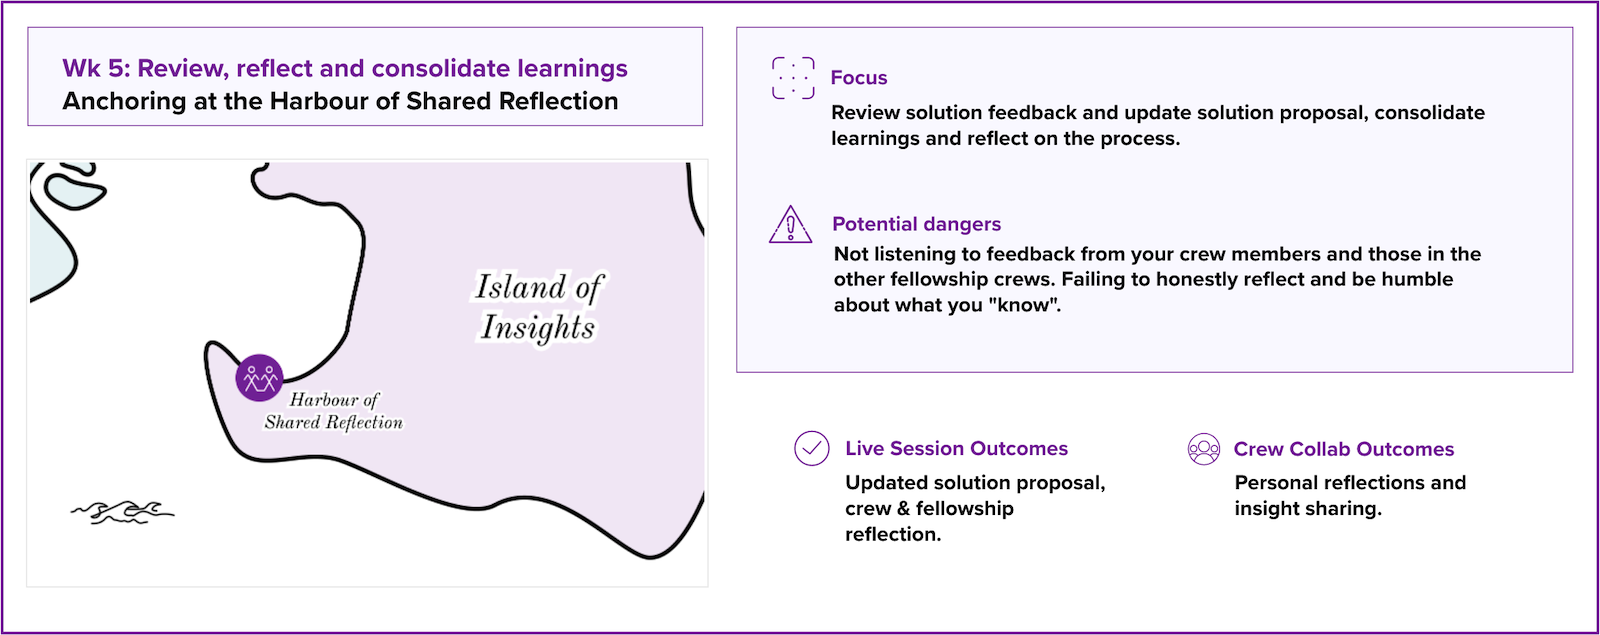 Wk 5: Review, reflect and consolidate learnings
Anchoring at the Harbour of Shared Reflection
Island of
Insights
Harbour of
Shared Reflection
Focus
Review solution feedback and update solution proposal, consolidate
learnings and reflect on the process.
Potential dangers
Not listening to feedback from your crew members and those in the
other fellowship crews. Failing to honestly reflect and be humble
about what you "know".
Live Session Outcomes
Updated solution proposal,
crew & fellowship
reflection.
Crew Collab Outcomes
Personal reflections and
insight sharing.